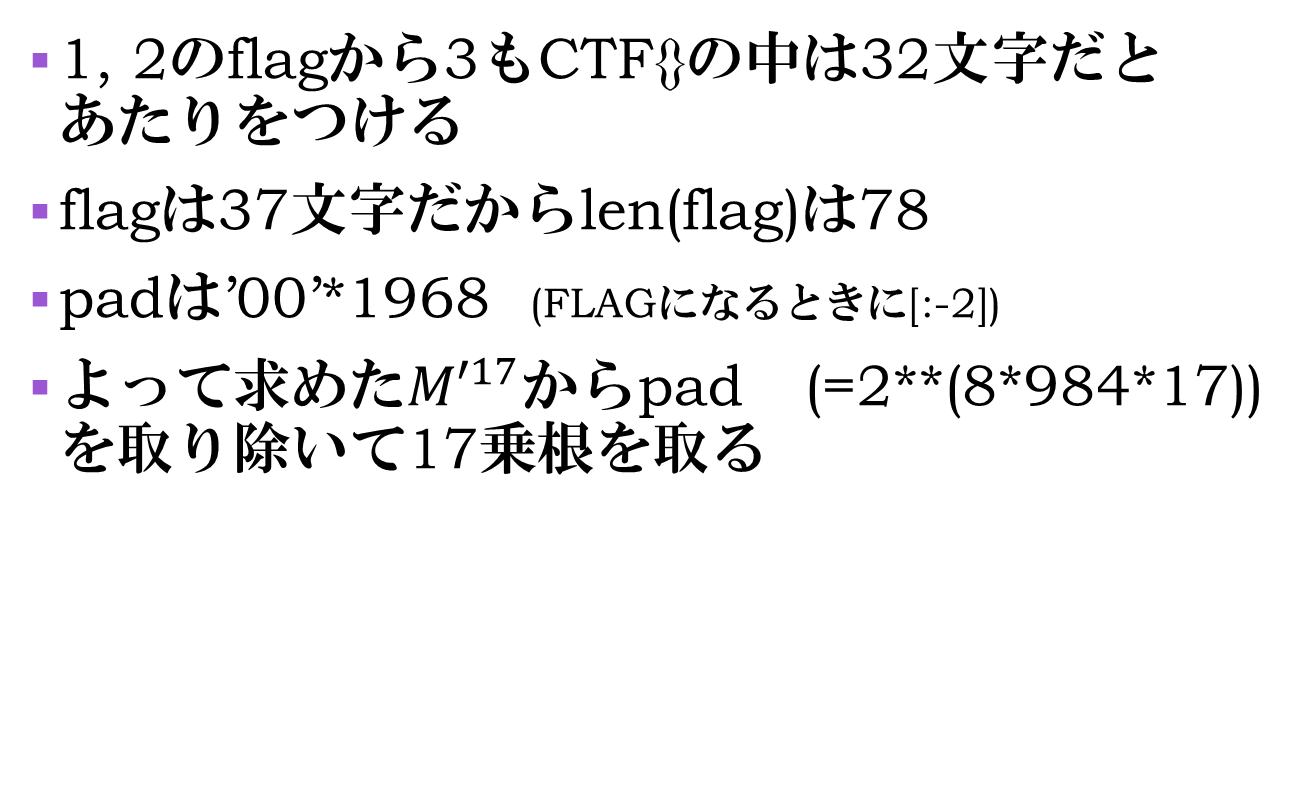 ▪1, 2のflagから3もCTF{}の中は32文字だと
あたりをつける
▪flagは37文字だからlen(flag)は78
▪padは’00’*1968 (FLAGになるときに[:-2])
▪よって求めたM′¹⁷からpad (=2**(8*984*17))
を取り除いて17乗根を取る